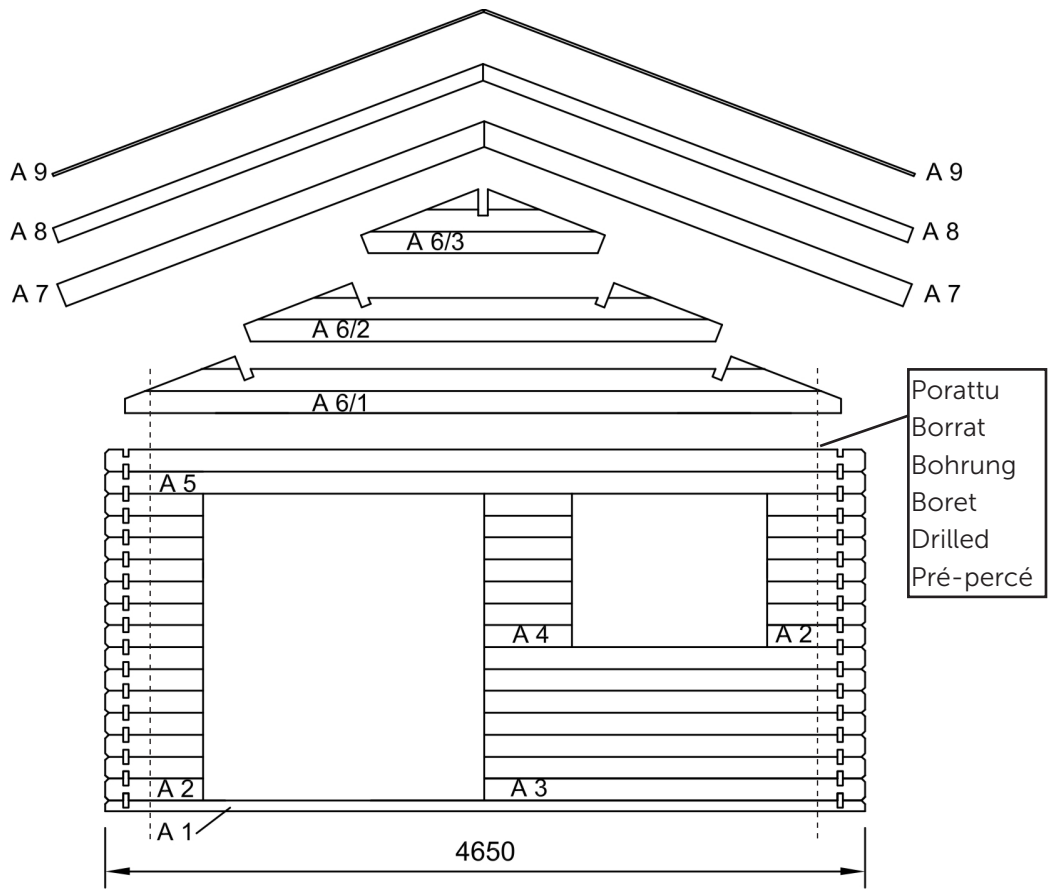 A 9
A 9
A 8
A 8
A 6/3
A 7
A 7
A 6/2
A 6/1
Porattu
Borrat
Bohrung
Boret
Drilled
Pré-percé
A 5
A 4
A 2
A 2
A 3
A 1
4650